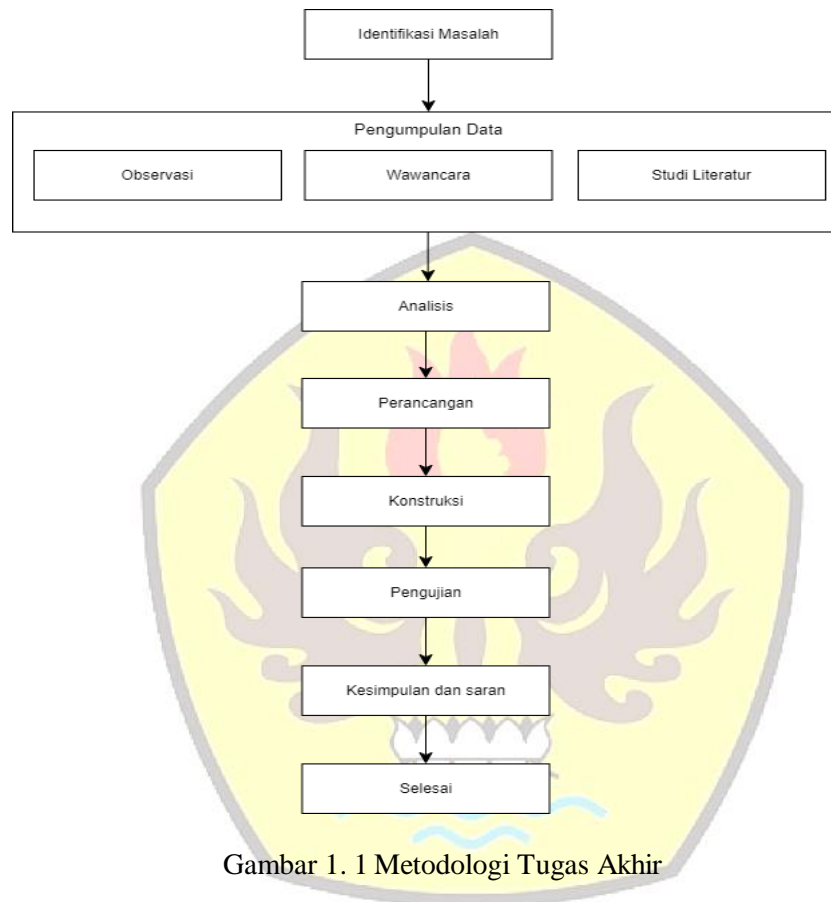 Identifikasi Masalah
Pengumpulan Data
Observasi
Wawancara
Studi Literatur
Analisis
Perancangan
Konstruksi
Pengujian
Kesimpulan dan saran
Selesai
Gambar 1. 1 Metodologi Tugas Akhir